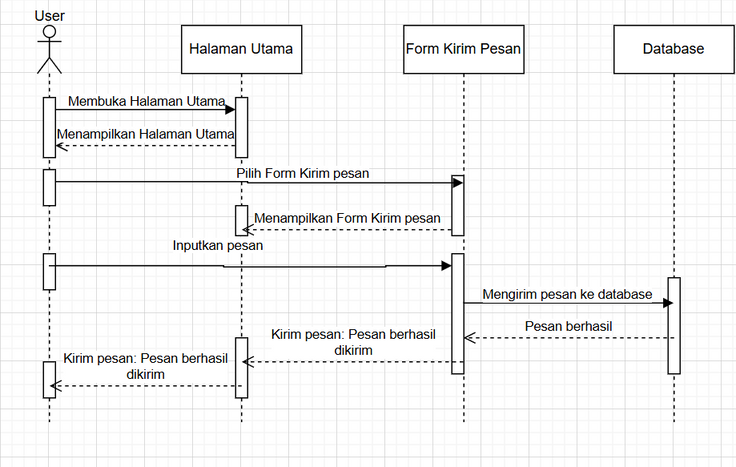 User
Halaman Utama
Form Kirim Pesan
Database
Membuka Halaman Utama
Menampilkan Halaman Utama
Pilih Form Kirim pesan
Menampilkan Form Kirim pesan
Inputkan pesan
Mengirim pesan ke database
Pesan berhasil
Kirim pesan: Pesan berhasil
dikirim
Kirim pesan: Pesan berhasil
dikirim